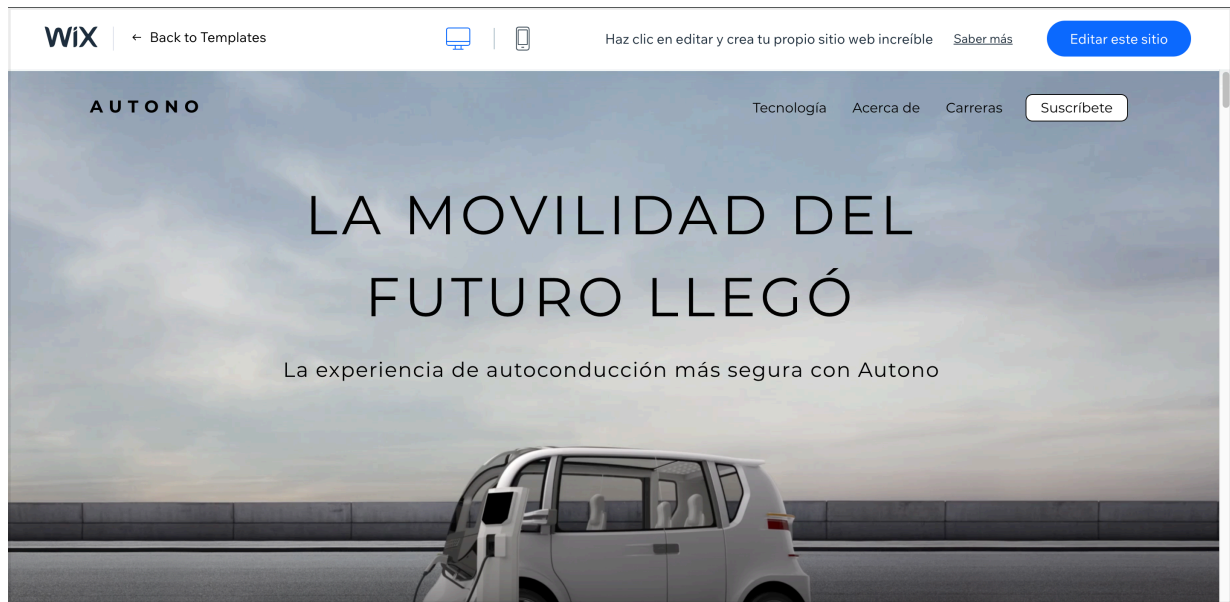 WiX
← Back to Templates
Haz clic en editar y crea tu propio sitio web increíble
Saber más
Editar este sitio
AUTONO
Tecnología
Acerca de
Carreras
Suscríbete
LA MOVILIDAD DEL
FUTURO LLEGÓ
La experiencia de autoconducción más segura con Autono